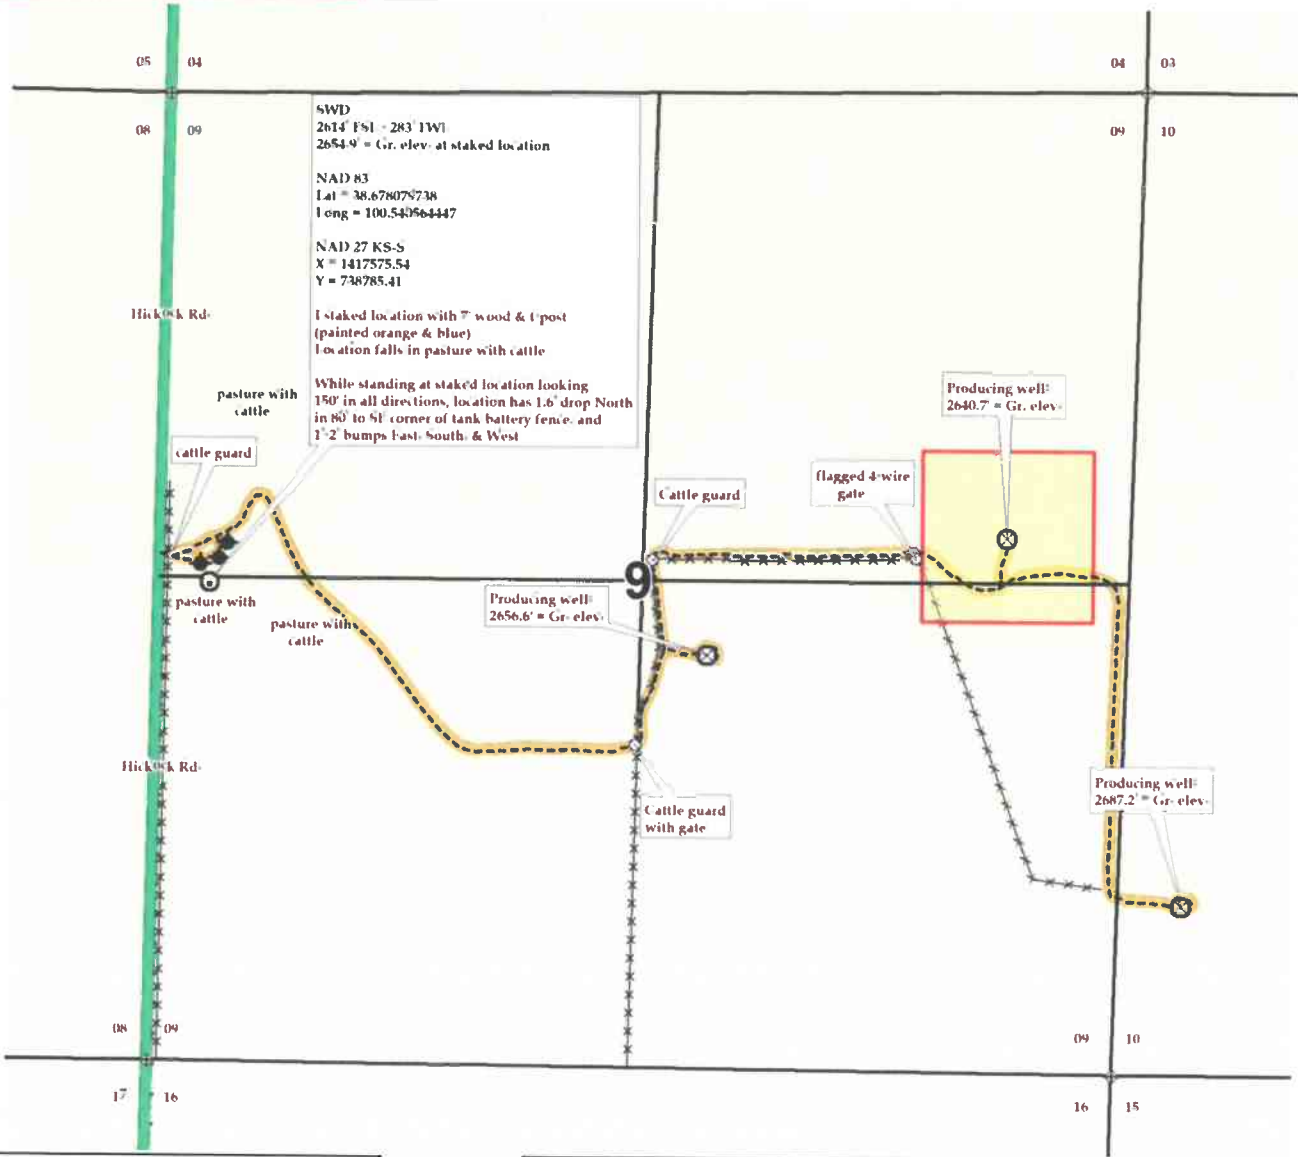 05 04
04 03
08 09
09 10
SWD
2614' FSL - 283' FWL
2654.9' = Gr. elev. at staked location
NAD 83
Lat = 38.678079738
Long = 100.540564447
NAD 27 KS-S
X = 1417575.54
Y = 738785.41
I staked location with 7' wood & t-post
(painted orange & blue)
Location falls in pasture with cattle
While standing at staked location looking
150' in all directions, location has 1.6' drop North
in 80' to SE corner of tank battery fence, and
1'-2' bumps East, South, & West
Hickock Rd.
pasture with
cattle
cattle guard
Producing well:
2640.7' = Gr. elev.
flagged 4-wire
gate
Cattle guard
9
Producing well:
2656.6' = Gr. elev.
pasture with
cattle
pasture with
cattle
Hickock Rd.
Cattle guard
with gate
Producing well:
2687.2' = Gr. elev.
08 09
09 10
17 16
16 15